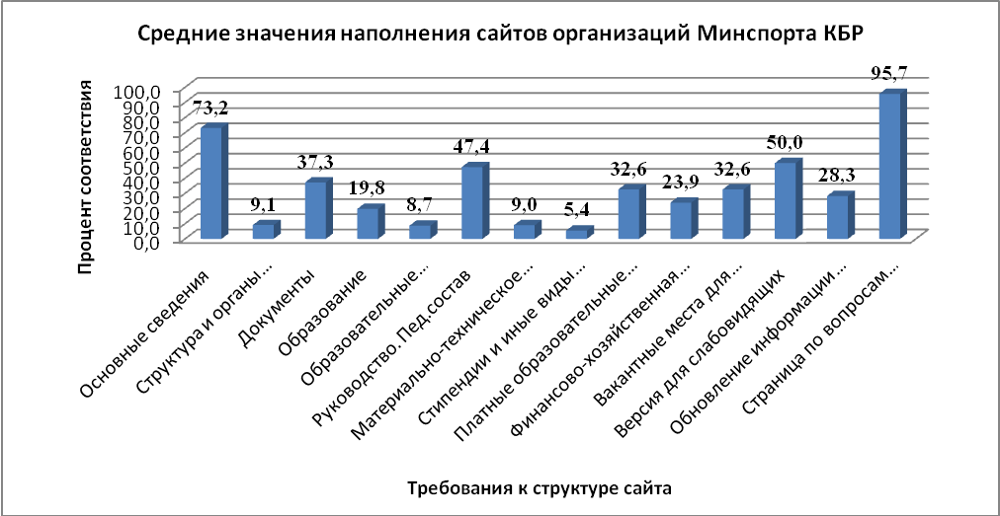 Средние значения наполнения сайтов организаций Минспорта КБР
Процент соответствия
100,0
90,0
80,0
70,0
60,0
50,0
40,0
30,0
20,0
10,0
0,0
73,2
9,1
37,3
19,8
8,7
47,4
9,0
5,4
32,6
23,9
32,6
50,0
28,3
95,7
Основные сведения
Структура и органы...
Документы
Образование
Образовательные...
Руководство. Пед.состав
Материально-техническое...
Стипендии и иные виды...
Платные образовательные...
Финансово-хозяйственная...
Вакантные места для...
Версия для слабовидящих
Обновление информации...
Страница по вопросам...
Требования к структуре сайта